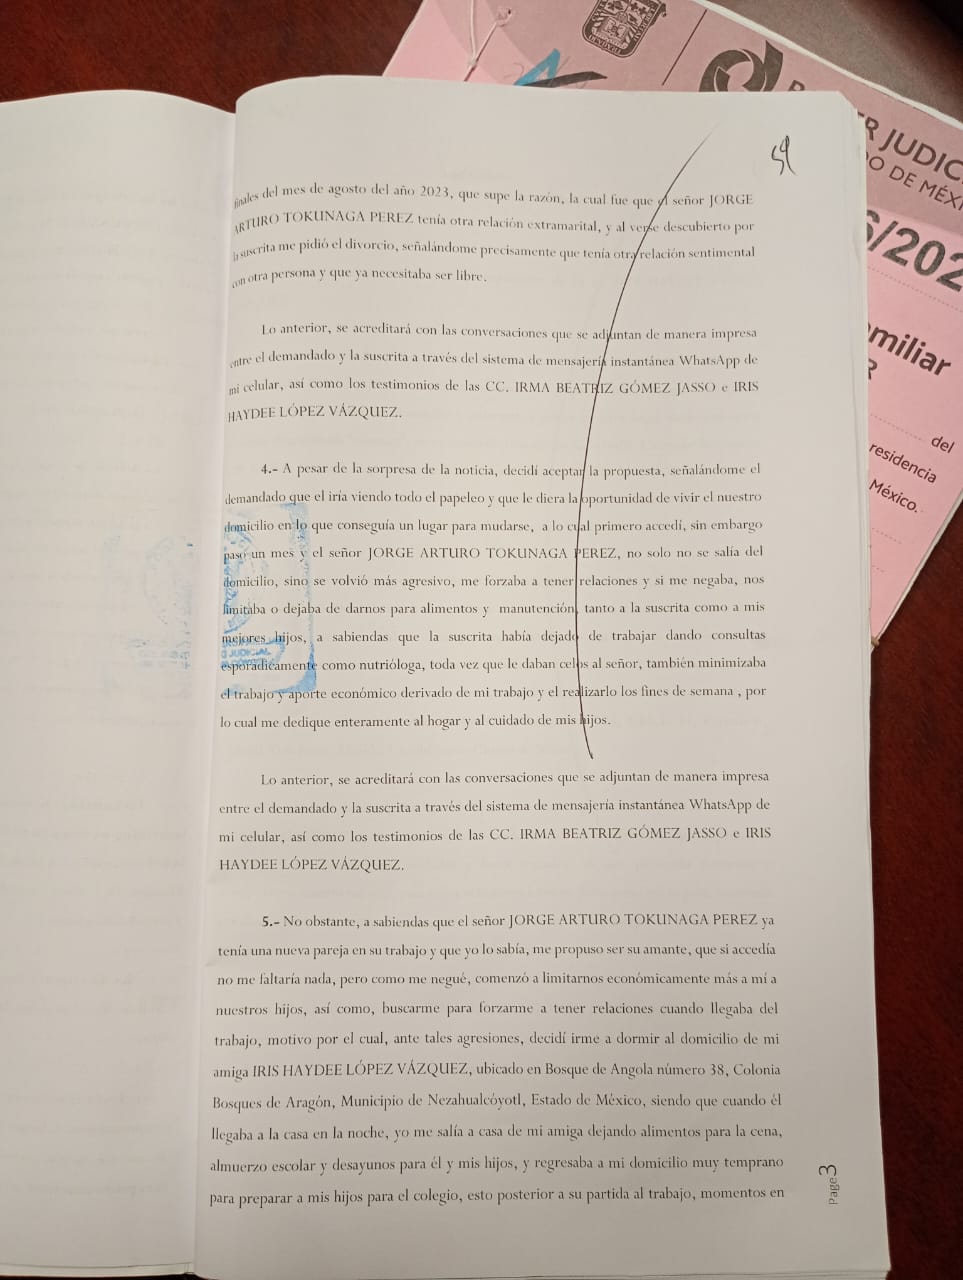 59
finales del mes de agosto del año 2023, que supe la razón, la cual fue que el señor JORGE
ARTURO TOKUNAGA PEREZ tenía otra relación extramarital, y al verse descubierto por
la suscrita me pidió el divorcio, señalándome precisamente que tenía otra relación sentimental
con otra persona y que ya necesitaba ser libre.
Lo anterior, se acreditará con las conversaciones que se adjuntan de manera impresa
entre el demandado y la suscrita a través del sistema de mensajería instantánea WhatsApp de
mi celular, así como los testimonios de las CC. IRMA BEATRIZ GÓMEZ JASSO e IRIS
HAYDEE LÓPEZ VÁZQUEZ.
4.- A pesar de la sorpresa de la noticia, decidí aceptar la propuesta, señalándome el
demandado que el iría viendo todo el papeleo y que le diera la oportunidad de vivir el nuestro
domicilio en lo que conseguía un lugar para mudarse, a lo cual primero accedí, sin embargo
paso un mes y el señor JORGE ARTURO TOKUNAGA PEREZ, no solo no se salía del
domicilio, sino se volvió más agresivo, me forzaba a tener relaciones y si me negaba, nos
limitaba o dejaba de darnos para alimentos y manutención, tanto a la suscrita como a mis
mejores hijos, a sabiendas que la suscrita había dejado de trabajar dando consultas
esporádicamente como nutrióloga, toda vez que le daban celos al señor, también minimizaba
el trabajo y aporte económico derivado de mi trabajo y el realizarlo los fines de semana , por
lo cual me dedique enteramente al hogar y al cuidado de mis hijos.
Lo anterior, se acreditará con las conversaciones que se adjuntan de manera impresa
entre el demandado y la suscrita a través del sistema de mensajería instantánea WhatsApp de
mi celular, así como los testimonios de las CC. IRMA BEATRIZ GÓMEZ JASSO e IRIS
HAYDEE LÓPEZ VÁZQUEZ.
5.- No obstante, a sabiendas que el señor JORGE ARTURO TOKUNAGA PEREZ ya
tenía una nueva pareja en su trabajo y que yo lo sabía, me propuso ser su amante, que si accedía
no me faltaría nada, pero como me negué, comenzó a limitarnos económicamente más a mí a
nuestros hijos, así como, buscarme para forzarme a tener relaciones cuando llegaba del
trabajo, motivo por el cual, ante tales agresiones, decidí irme a dormir al domicilio de mi
amiga IRIS HAYDEE LÓPEZ VÁZQUEZ, ubicado en Bosque de Angola número 38, Colonia
Bosques de Aragón, Municipio de Nezahualcóyotl, Estado de México, siendo que cuando él
llegaba a la casa en la noche, yo me salía a casa de mi amiga dejando alimentos para la cena,
almuerzo escolar y desayunos para él y mis hijos, y regresaba a mi domicilio muy temprano
para preparar a mis hijos para el colegio, esto posterior a su partida al trabajo, momentos en
Page 3
JUDICIAL
R JUDIC
O DE MÉXI
/202
miliar
R
del
residencia
México.